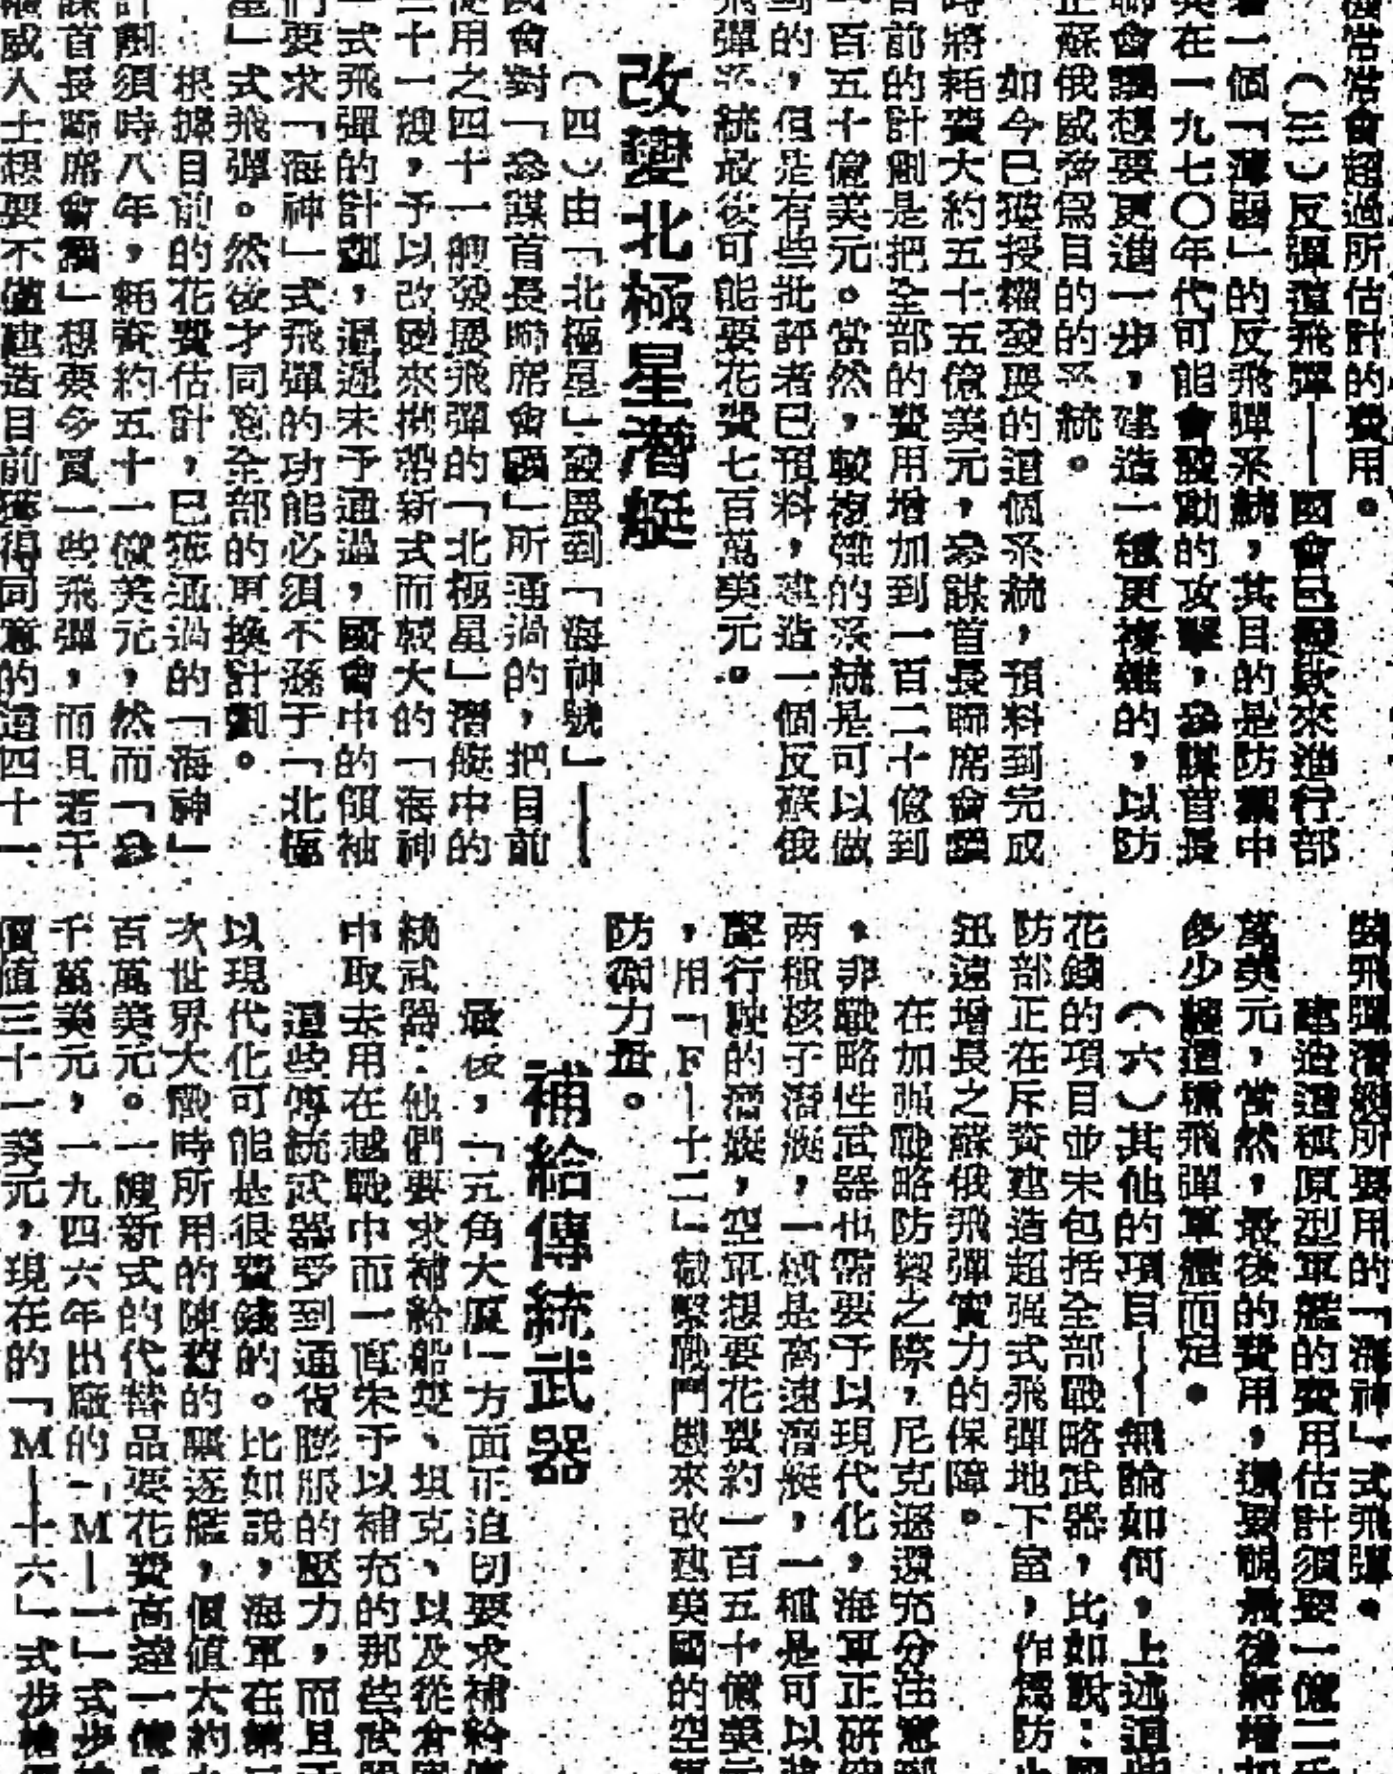 常常會超過所估計的費用。
（三）反彈道飛彈——國會已撥款來進行部
一個「薄弱」的反飛彈系統，其目的是防禦中
在一九七〇年代可能會發動的攻擊，參謀首長
聯會議想要更進一步，建造一種更複雜的，以防
正蘇俄威脅爲目的的系統。
如今已獲授權發展的這個系統，預料到完成
時將耗費大約五十五億美元，參謀首長聯席會議
目前的計劃是把全部的費用增加到一百二十億到
一百五十億美元。當然，較複雜的系統是可以做
到的，但是有些批評者已預料，建造一個反蘇俄
飛彈系統最後可能要花費七百萬美元。
改變北極星潛艇
（四）由「北極星」發展到「海神號」——
國會對「參謀首長聯席會議」所通過的，把目前
使用之四十一艘發展飛彈的「北極星」潛艇中的
三十一艘，予以改變來携帶新式而較大的「海神
」式飛彈的計劃，遲遲未予通過，國會中的領袖
們要求「海神」式飛彈的功能必須不遜于「北極
星」式飛彈。然後才同意全部的更換計劃。
根據目前的花費估計，已獲通過的「海神」
計劃須時八年，耗資約五十一億美元，然而「參
謀首長聯席會議」想要多買一些飛彈，而且若干
權威人士想要不僅建造目前獲得同意的這四十一
裝飛彈潛艇所要用的「海神」式飛彈。
建造這種原型軍艦的費用估計須要一億二千
萬美元，當然，最後的費用，還要視最後將增加
多少艘這種飛彈軍艦而定。
（六）其他的項目——無論如何，上述這些
花錢的項目並未包括全部戰略武器，比如說：國
防部正在斥資建造超强式飛彈地下室，作爲防止
迅速增長之蘇俄飛彈實力的保障。
在加强戰略防禦之際，尼克遜還充分注意到
，非戰略性武器也需要予以現代化，海軍正研究
两種核子潛艇，一種是高速潛艇，一種是可以靜
聲行駛的潛艇，空軍想要花費約一百五十億美元
，用「F—十二」截擊戰鬥機來改建美國的空軍
防衛力量。
補給傳統武器
最後，「五角大廈」方面正迫切要求補給傳
統武器：他們要求補給船隻、坦克、以及從倉庫
中取去用在越戰中而一直未予以補充的那些武器
這些傳統武器受到通貨膨脹的壓力，而且予
以現代化可能是很費錢的。比如說，海軍在第二
次世界大戰時所用的陳舊的驅逐艦，價值大約九
百萬美元。一艘新式的代替品要花費高達一億
千萬美元，一九四六年出廠的「M—一」式步槍
價值三十一美元，現在的「M—十六」式步槍價